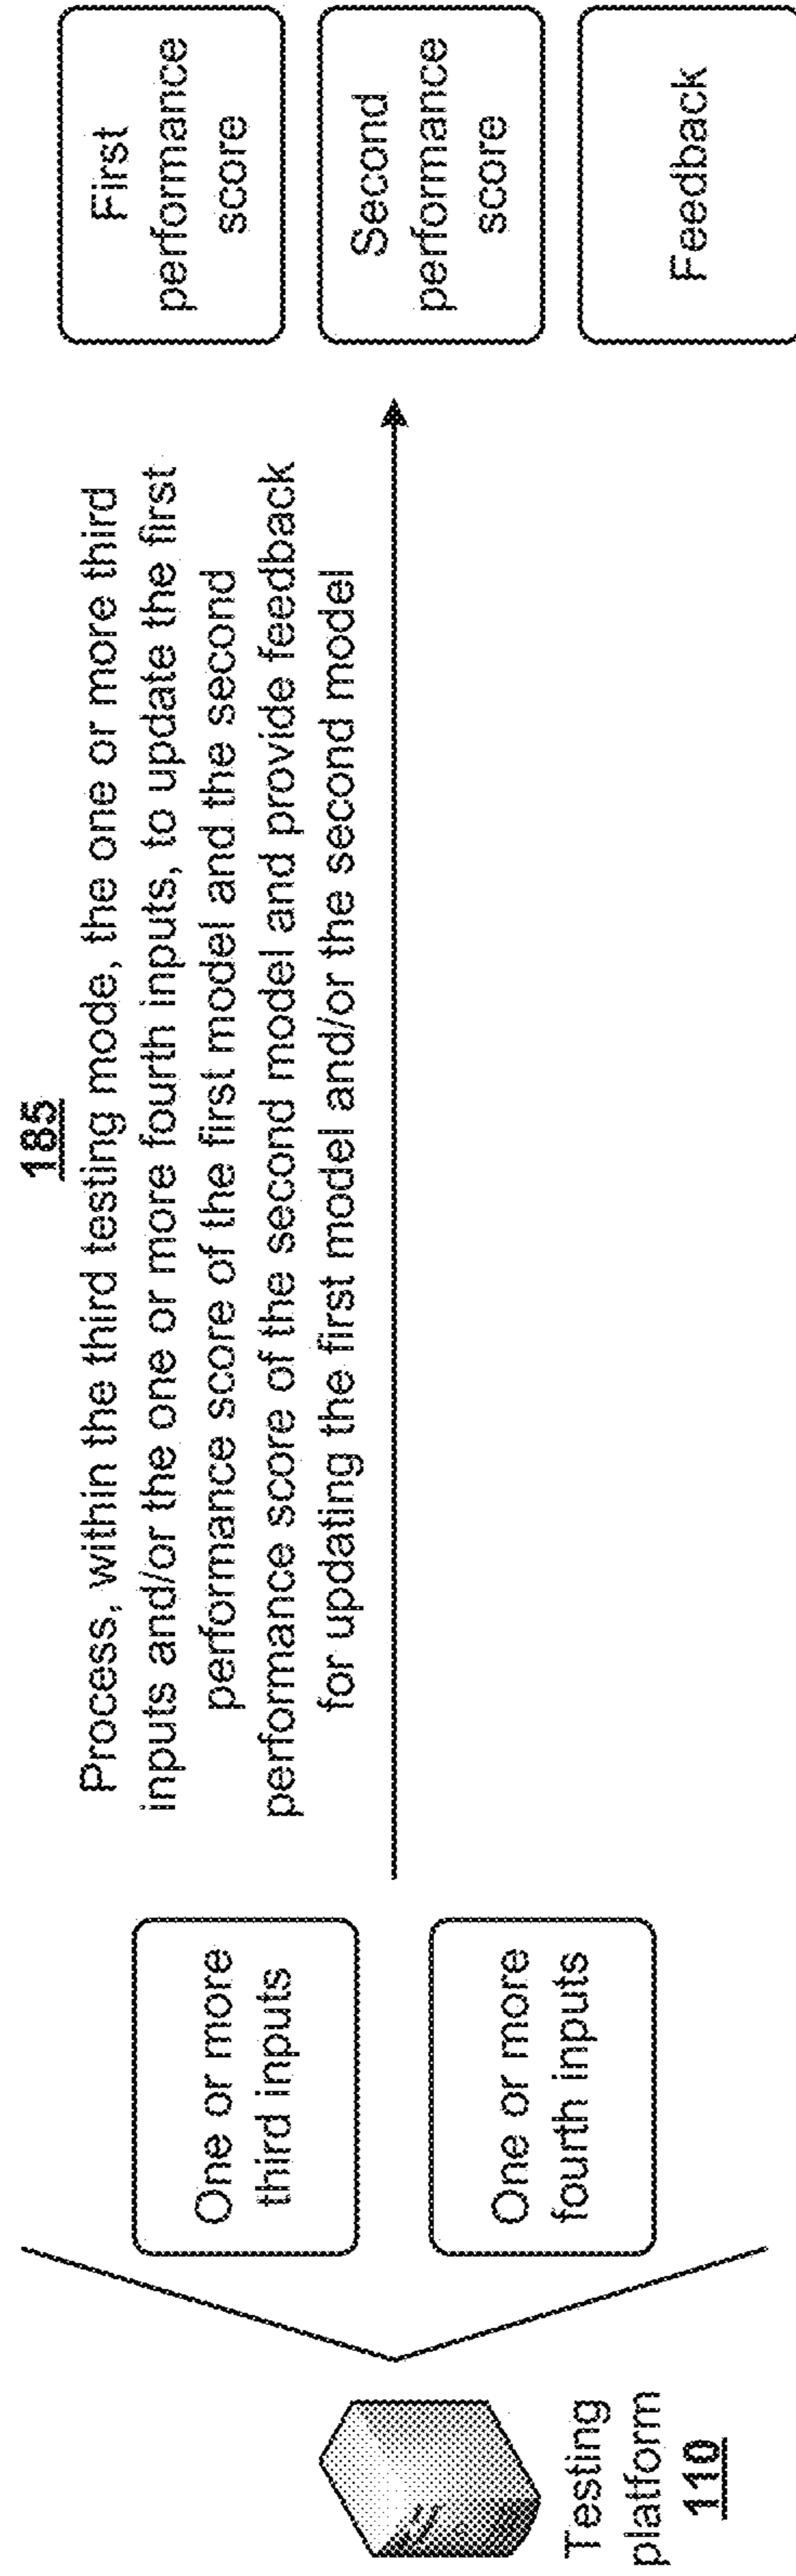 185
Process, within the third testing mode, the one or more third
inputs and/or the one or more fourth inputs, to update the first
performance score of the first model and the second
performance score of the second model and provide feedback
for updating the first model and/or the second model
Testing
platform
110
One or more
third inputs
One or more
fourth inputs
First
performance
score
Second
performance
score
Feedback